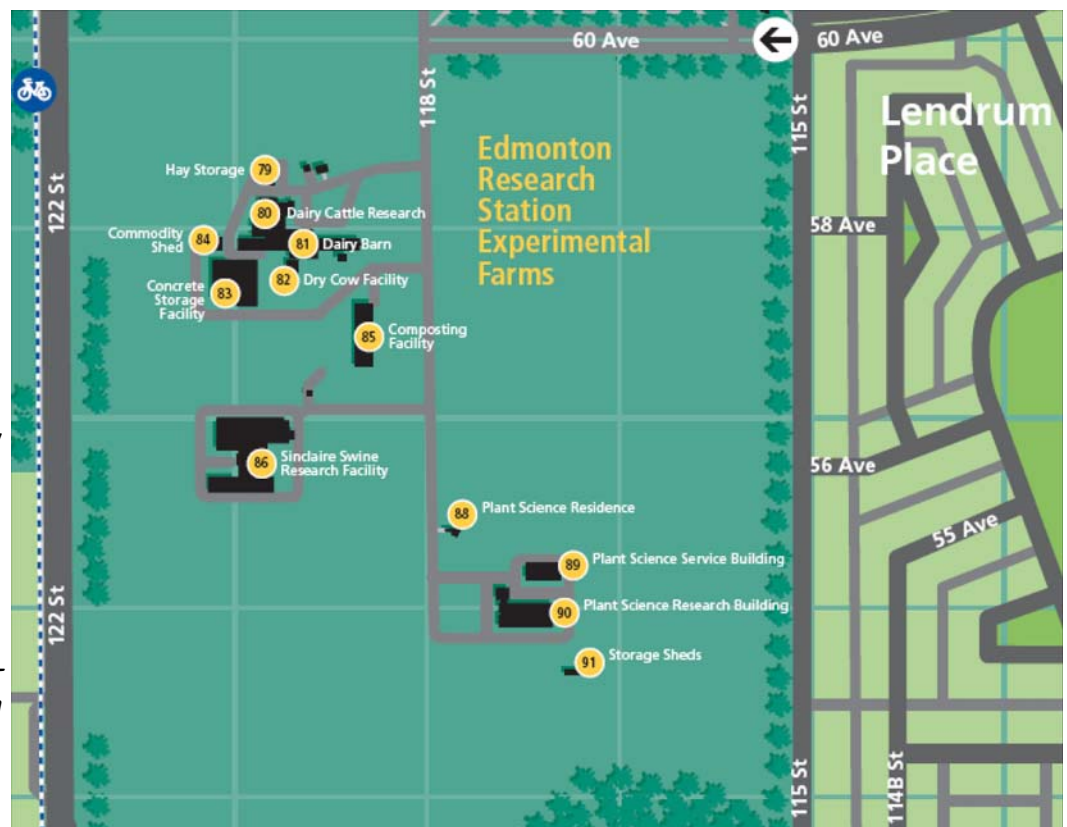 60 Ave
60 Ave
118 St
115 St
122 St
Lendrum
Place
Edmonton
Research
Station
Experimental
Farms
Hay Storage
79
80
Dairy Cattle Research
Commodity
Shed
84
81
Dairy Barn
58 Ave
82
Dry Cow Facility
Concrete
Storage
Facility
83
85
Composting
Facility
86
Sinclaire Swine
Research Facility
56 Ave
88
Plant Science Residence
55 Ave
89
Plant Science Service Building
122 St
90
Plant Science Research Building
91
Storage Sheds
115 St
114B St